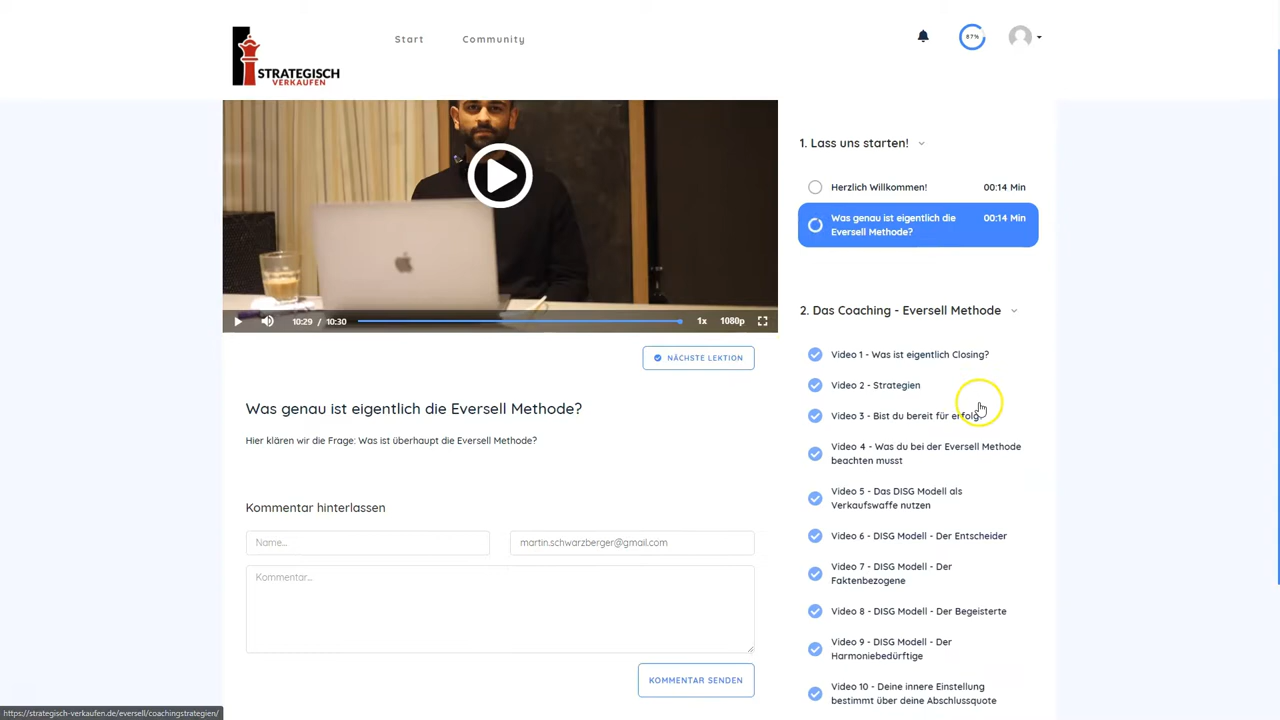 STRATEGISCH
VERKAUFEN
Start
Community
87%
1. Lass uns starten!
Herzlich Willkommen!
00:14 Min
Was genau ist eigentlich die
Eversell Methode?
00:14 Min
10:29 / 10:30
1x
1080p
NÄCHSTE LEKTION
Was genau ist eigentlich die Eversell Methode?
Hier klären wir die Frage: Was ist überhaupt die Eversell Methode?
Kommentar hinterlassen
Name...
martin.schwarzberger@gmail.com
Kommentar...
KOMMENTAR SENDEN
2. Das Coaching - Eversell Methode
Video 1 - Was ist eigentlich Closing?
Video 2 - Strategien
Video 3 - Bist du bereit für erfolg?
Video 4 - Was du bei der Eversell Methode
beachten musst
Video 5 - Das DISG Modell als
Verkaufswaffe nutzen
Video 6 - DISG Modell - Der Entscheider
Video 7 - DISG Modell - Der
Faktenbezogene
Video 8 - DISG Modell - Der Begeisterte
Video 9 - DISG Modell - Der
Harmoniebedürftige
Video 10 - Deine innere Einstellung
bestimmt über deine Abschlussquote
https://strategisch-verkaufen.de/eversell/coachingstrategien/